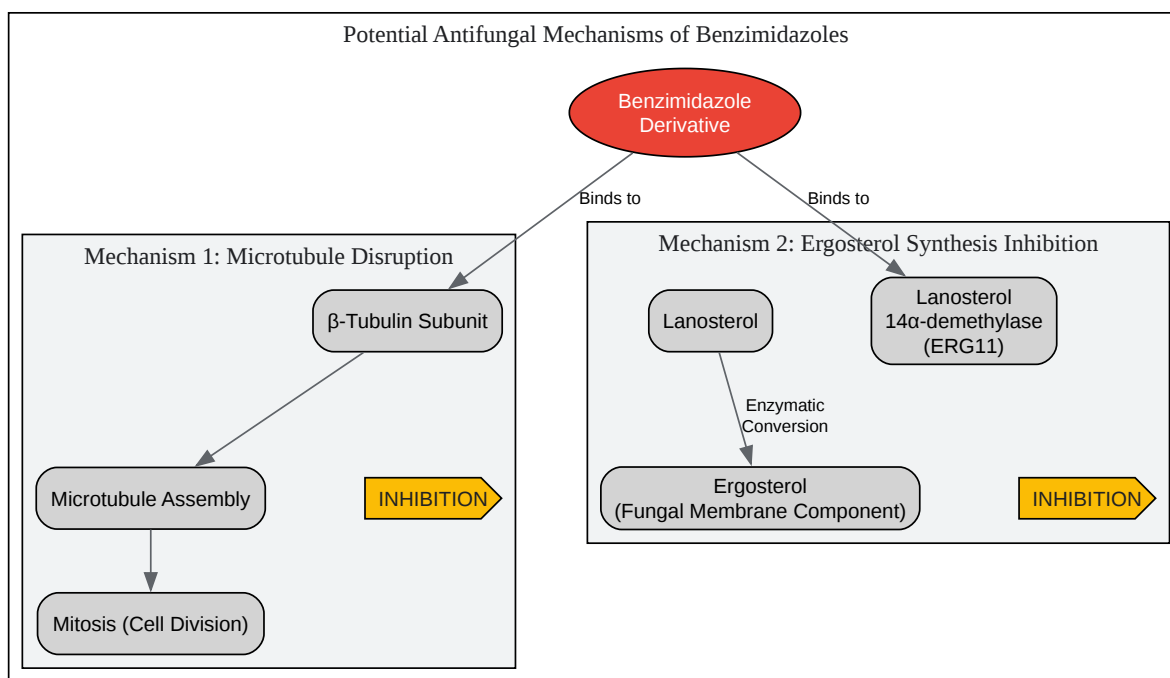 Potential Antifungal Mechanisms of Benzimidazoles
Benzimidazole
Derivative
Binds to
Binds to
Mechanism 1: Microtubule Disruption
β-Tubulin Subunit
Microtubule Assembly
INHIBITION
Mitosis (Cell Division)
Mechanism 2: Ergosterol Synthesis Inhibition
Lanosterol
Lanosterol
14α-demethylase
(ERG11)
Enzymatic
Conversion
Ergosterol
(Fungal Membrane Component)
INHIBITION